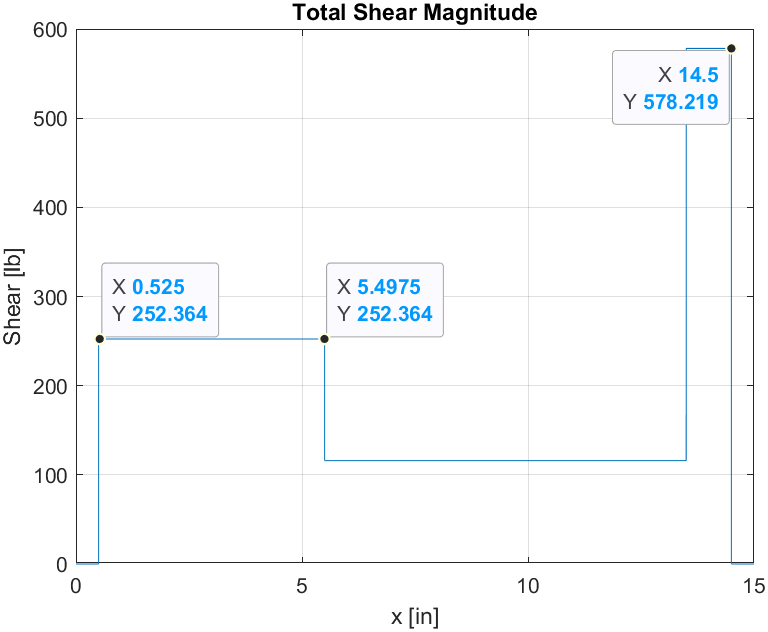 Total Shear Magnitude
600
500
400
300
200
100
0
Shear [lb]
X 14.5
Y 578.219
X 0.525
Y 252.364
X 5.4975
Y 252.364
0
5
10
15
x [in]